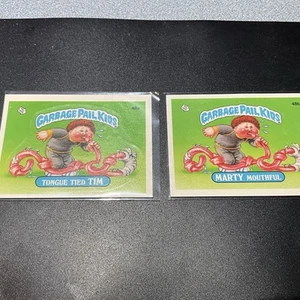 GARBAGE PAIL KIDS
TONGUE TIED TIM
GARBAGE PAIL KIDS
MARTY MOUTHFUL